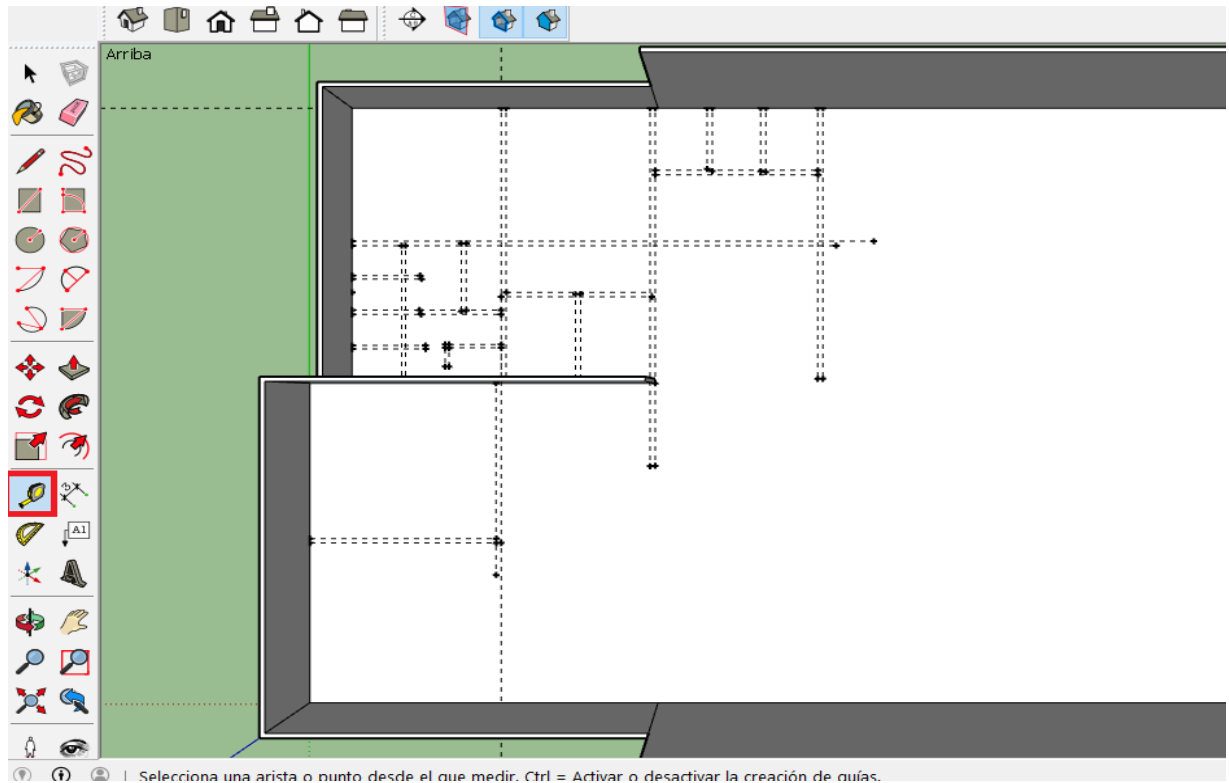 Arriba
A1
Selecciona una arista o punto desde el que medir. Ctrl = Activar o desactivar la creación de guías.